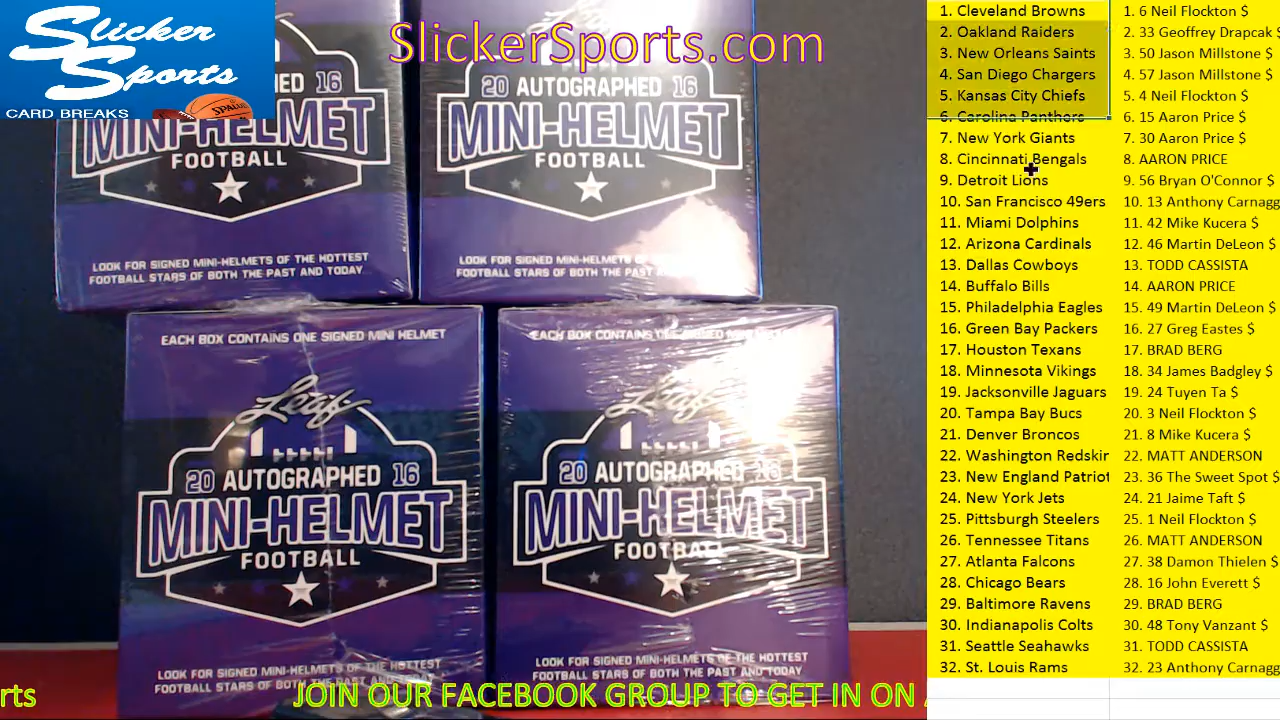 Slicker
Sports
CARD BREAKS
SPALDING
SlickerSports.com
ED 16
MINI-HELMET
FOOTBALL
LOOK FOR SIGNED MINI-HELMETS OF THE HOTTEST
FOOTBALL STARS OF BOTH THE PAST AND TODAY
20 AUTOGRAPHED 16
MINI-HELMET
FOOTBALL
LOOK FOR SIGNED MINI-HELMETS OF
FOOTBALL STARS OF BOTH THE PAST
EACH BOX CONTAINS ONE SIGNED MINI HELMET
Leaf
20 AUTOGRAPHED 16
MINI-HELMET
FOOTBALL
LOOK FOR SIGNED MINI-HELMETS OF THE HOTTEST
FOOTBALL STARS OF BOTH THE PAST AND
EACH BOX CONTAINS ONE SIGNED MINI
Leaf
20 AUTOGRAPHED 16
MINI-HELMET
FOOTBALL
LOOK FOR SIGNED MINI-HELMETS OF THE HOTTEST
FOOTBALL STARS OF BOTH THE PAST AND TODAY
rts JOIN OUR FACEBOOK GROUP TO GET IN ON
1. Cleveland Browns 1. 6 Neil Flockton $
2. Oakland Raiders 2. 33 Geoffrey Drapcak $
3. New Orleans Saints 3. 50 Jason Millstone $
4. San Diego Chargers 4. 57 Jason Millstone $
5. Kansas City Chiefs 5. 4 Neil Flockton $
6. Carolina Panthers 6. 15 Aaron Price $
7. New York Giants 7. 30 Aaron Price $
8. Cincinnati Bengals 8. AARON PRICE
9. Detroit Lions 9. 56 Bryan O'Connor $
10. San Francisco 49ers 10. 13 Anthony Carnagg
11. Miami Dolphins 11. 42 Mike Kucera $
12. Arizona Cardinals 12. 46 Martin DeLeon $
13. Dallas Cowboys 13. TODD CASSISTA
14. Buffalo Bills 14. AARON PRICE
15. Philadelphia Eagles 15. 49 Martin DeLeon $
16. Green Bay Packers 16. 27 Greg Eastes $
17. Houston Texans 17. BRAD BERG
18. Minnesota Vikings 18. 34 James Badgley $
19. Jacksonville Jaguars 19. 24 Tuyen Ta $
20. Tampa Bay Bucs 20. 3 Neil Flockton $
21. Denver Broncos 21. 8 Mike Kucera $
22. Washington Redskir 22. MATT ANDERSON
23. New England Patriot 23. 36 The Sweet Spot $
24. New York Jets 24. 21 Jaime Taft $
25. Pittsburgh Steelers 25. 1 Neil Flockton $
26. Tennessee Titans 26. MATT ANDERSON
27. Atlanta Falcons 27. 38 Damon Thielen $
28. Chicago Bears 28. 16 John Everett $
29. Baltimore Ravens 29. BRAD BERG
30. Indianapolis Colts 30. 48 Tony Vanzant $
31. Seattle Seahawks 31. TODD CASSISTA
32. St. Louis Rams 32. 23 Anthony Carnagg